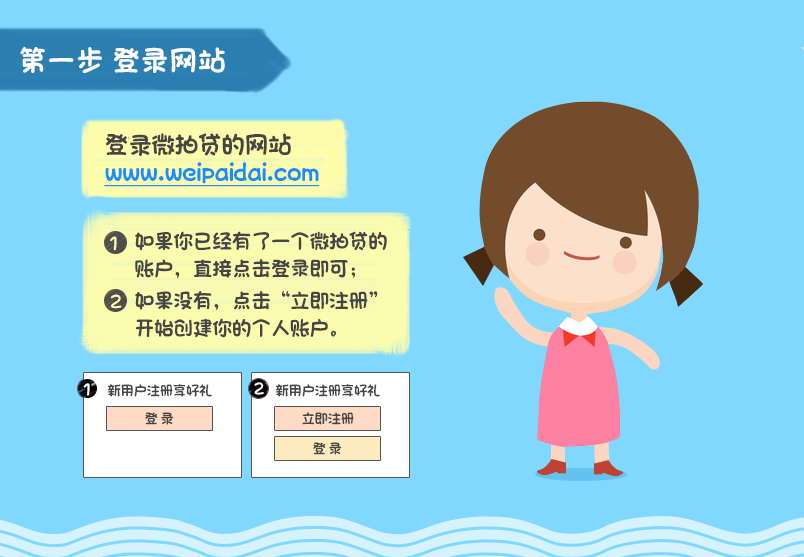 第一步 登录网站
登录微拍贷的网站
www.weipaidai.com
1 如果你已经有了一个微拍贷的
账户，直接点击登录即可；
2 如果没有，点击“立即注册”
开始创建你的个人账户。
1 新用户注册享好礼
登 录
2 新用户注册享好礼
立即注册
登 录